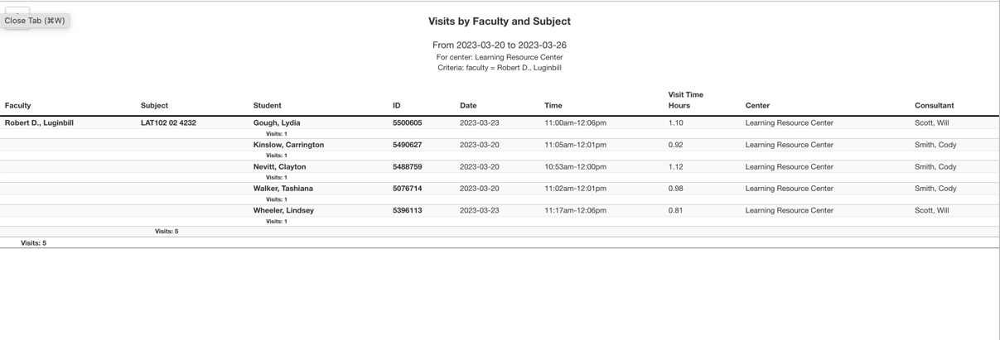 Close Tab (⌘W)
Visits by Faculty and Subject
From 2023-03-20 to 2023-03-26
For center: Learning Resource Center
Criteria: faculty = Robert D., Luginbill
Faculty Subject Student ID Date Time Visit Time Hours Center Consultant
Robert D., Luginbill LAT102 02 4232 Gough, Lydia 5500605 2023-03-23 11:00am-12:06pm 1.10 Learning Resource Center Scott, Will
Visits: 1
Kinslow, Carrington 5490627 2023-03-20 11:05am-12:01pm 0.92 Learning Resource Center Smith, Cody
Visits: 1
Nevitt, Clayton 5488759 2023-03-20 10:53am-12:00pm 1.12 Learning Resource Center Smith, Cody
Visits: 1
Walker, Tashiana 5076714 2023-03-20 11:02am-12:01pm 0.98 Learning Resource Center Smith, Cody
Visits: 1
Wheeler, Lindsey 5396113 2023-03-23 11:17am-12:06pm 0.81 Learning Resource Center Scott, Will
Visits: 1
Visits: 5
Visits: 5